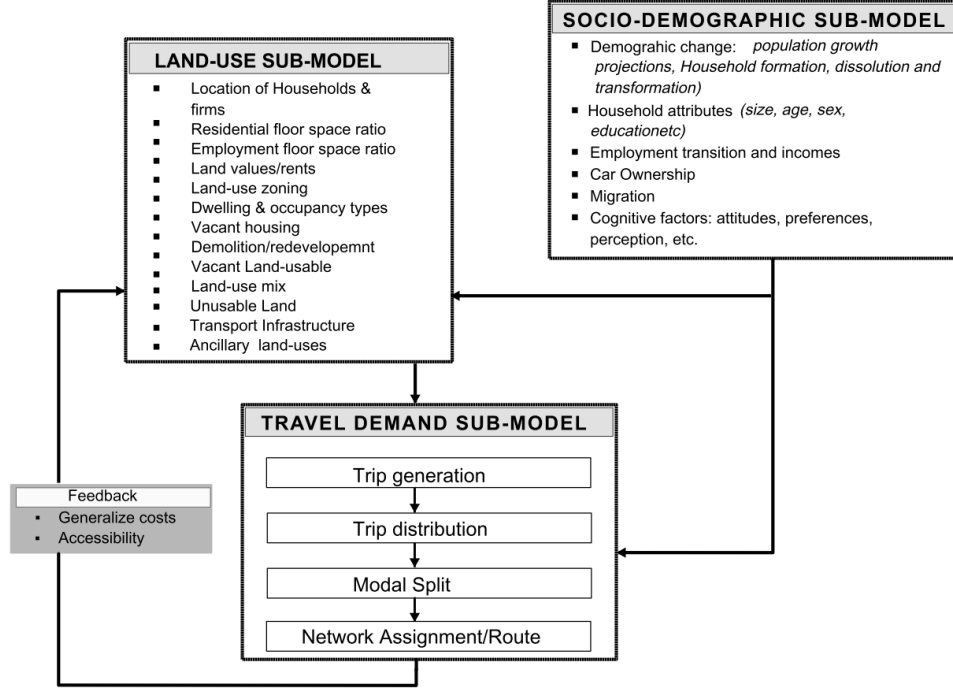 SOCIO-DEMOGRAPHIC SUB-MODEL
▪ Demograhic change: population growth
projections, Household formation, dissolution and
transformation)
▪ Household attributes (size, age, sex,
educationetc)
▪ Employment transition and incomes
▪ Car Ownership
▪ Migration
▪ Cognitive factors: attitudes, preferences,
perception, etc.
LAND-USE SUB-MODEL
▪ Location of Households &
firms
▪ Residential floor space ratio
▪ Employment floor space ratio
▪ Land values/rents
▪ Land-use zoning
▪ Dwelling & occupancy types
▪ Vacant housing
▪ Demolition/redevelopemnt
▪ Vacant Land-usable
▪ Land-use mix
▪ Unusable Land
▪ Transport Infrastructure
▪ Ancillary land-uses
TRAVEL DEMAND SUB-MODEL
Trip generation
Trip distribution
Modal Split
Network Assignment/Route
Feedback
▪ Generalize costs
▪ Accessibility